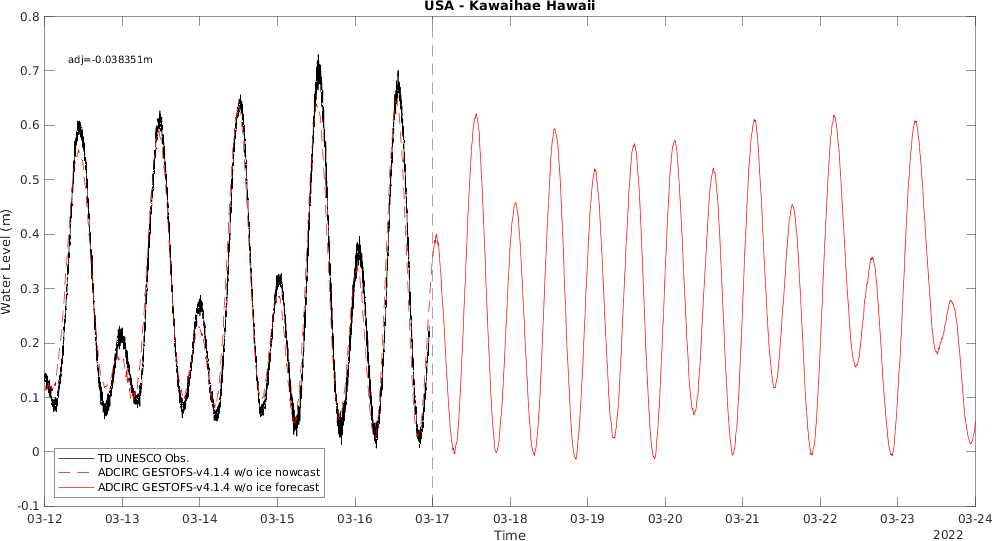 USA - Kawaihae Hawaii
0.8
adj=-0.038351m
0.7
0.6
0.5
0.4
0.3
0.2
0.1
0
-0.1
Water Level (m)
TD UNESCO Obs.
ADCIRC GESTOFS-v4.1.4 w/o ice nowcast
ADCIRC GESTOFS-v4.1.4 w/o ice forecast
03-12 03-13 03-14 03-15 03-16 03-17 03-18 03-19 03-20 03-21 03-22 03-23 03-24
Time
2022